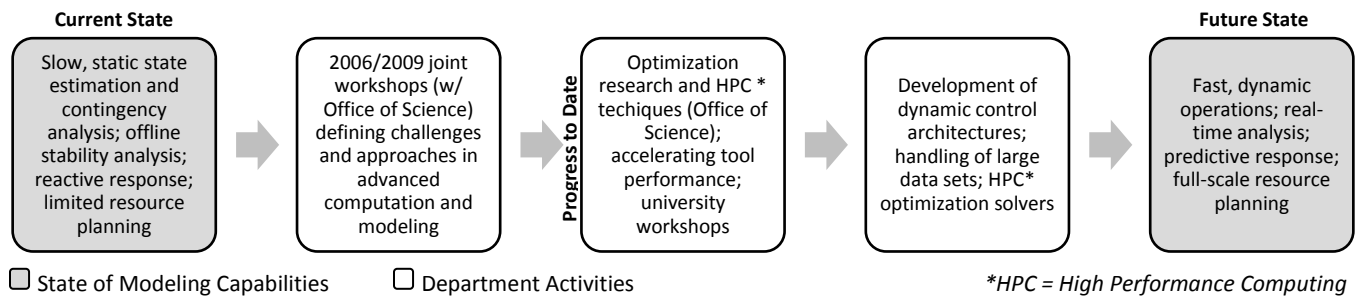 Current State
Slow, static state
estimation and
contingency
analysis; offline
stability analysis;
reactive response;
limited resource
planning
2006/2009 joint
workshops (w/
Office of Science)
defining challenges
and approaches in
advanced
computation and
modeling
Progress to Date
Optimization
research and HPC *
techiques (Office of
Science);
accelerating tool
performance;
university
workshops
Development of
dynamic control
architectures;
handling of large
data sets; HPC*
optimization solvers
Future State
Fast, dynamic
operations; real-
time analysis;
predictive response;
full-scale resource
planning
State of Modeling Capabilities
Department Activities
*HPC = High Performance Computing